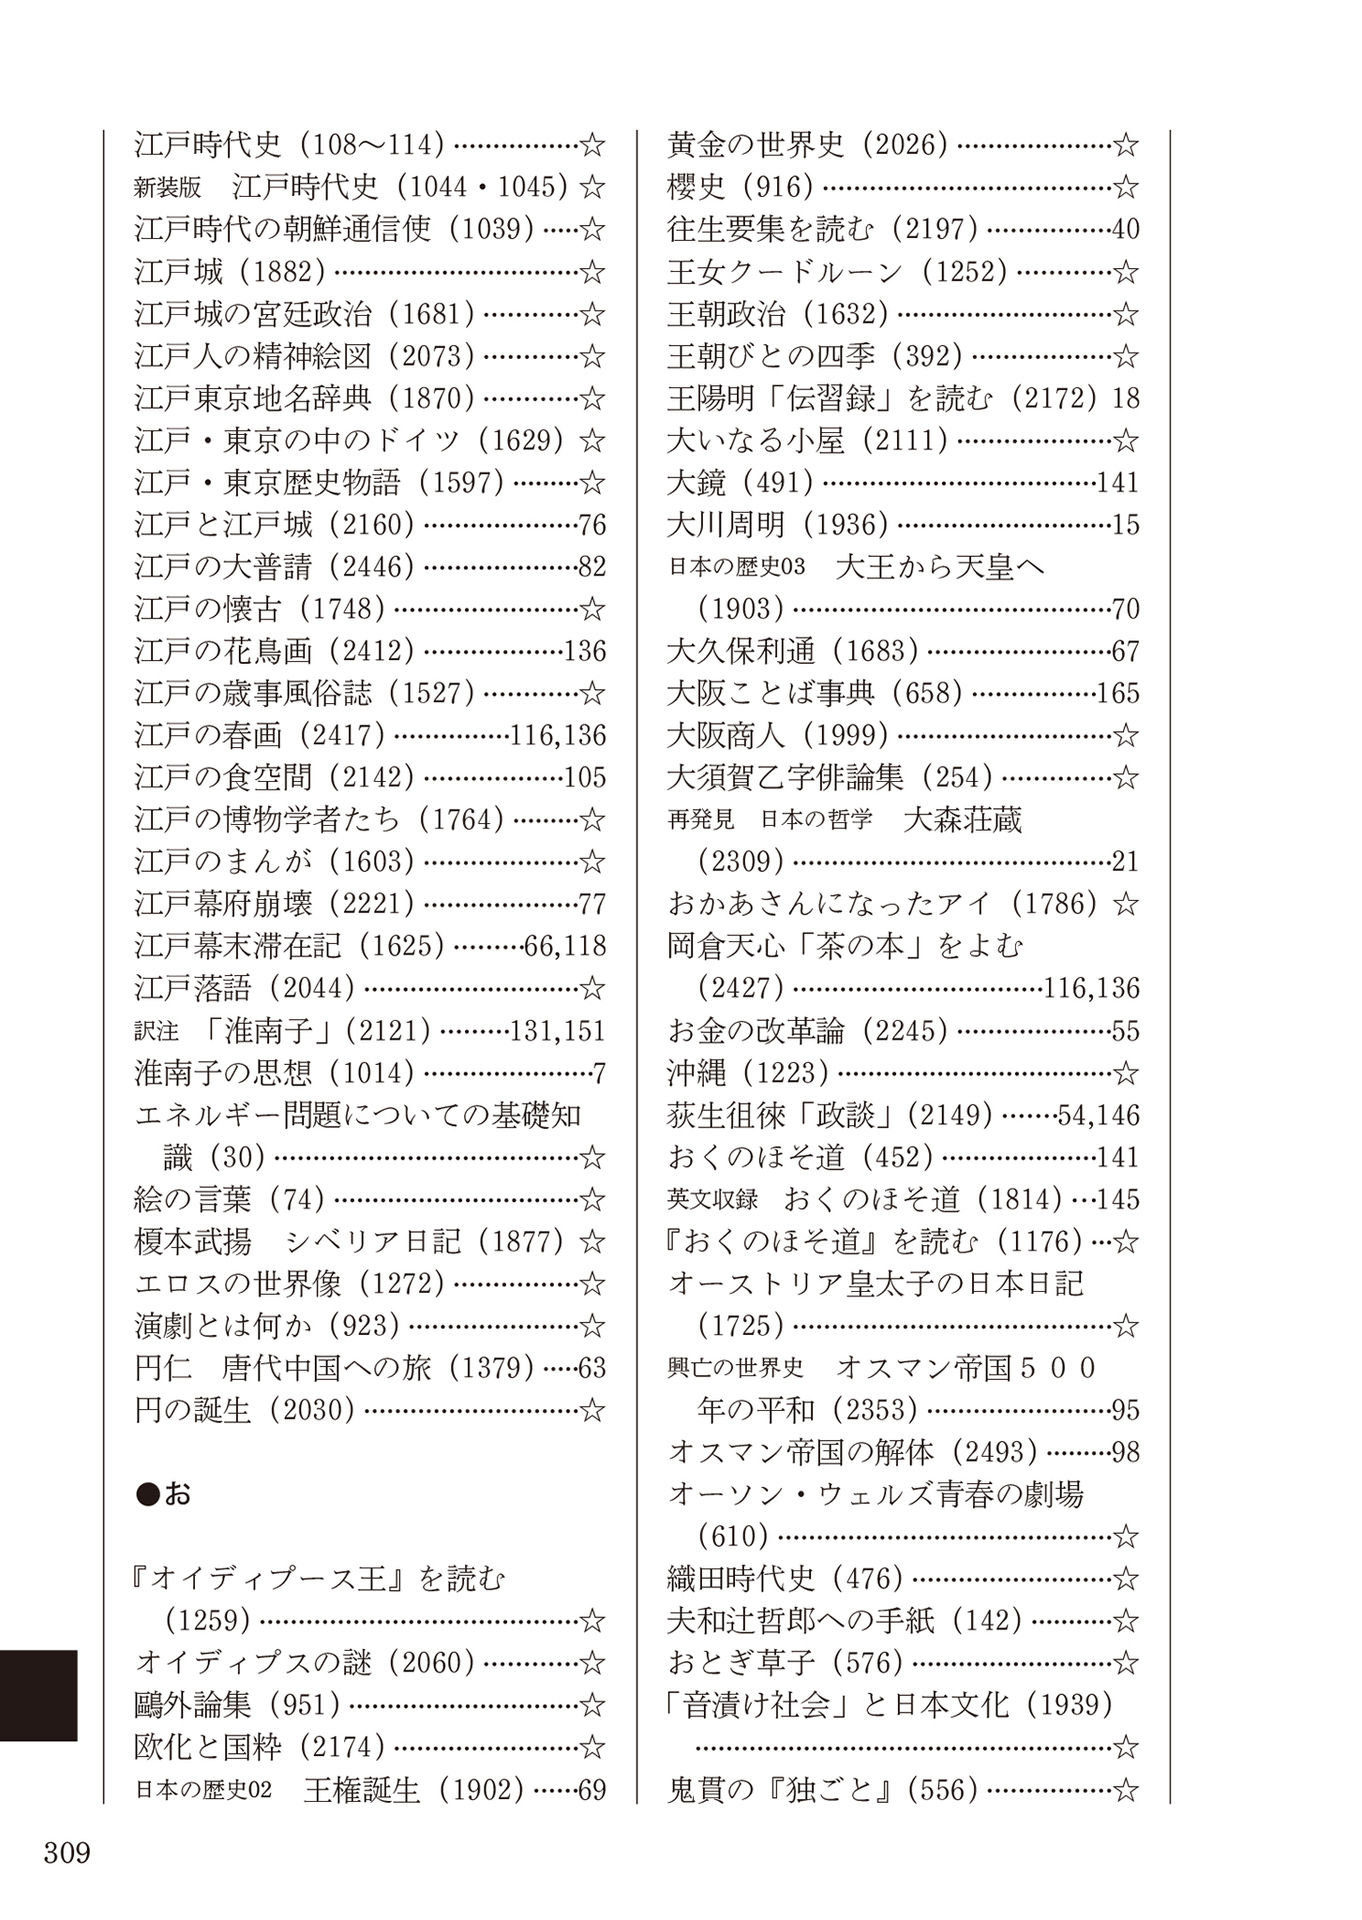 江戸時代史（108〜114）················☆
新装版　江戸時代史（1044・1045）☆
江戸時代の朝鮮通信使（1039）·····☆
江戸城（1882）································☆
江戸城の宮廷政治（1681）············☆
江戸人の精神絵図（2073）············☆
江戸東京地名辞典（1870）············☆
江戸・東京の中のドイツ（1629）☆
江戸・東京歴史物語（1597）·········☆
江戸と江戸城（2160）····················76
江戸の大普請（2446）····················82
江戸の懐古（1748）························☆
江戸の花鳥画（2412）··················136
江戸の歳事風俗誌（1527）············☆
江戸の春画（2417）···············116,136
江戸の食空間（2142）··················105
江戸の博物学者たち（1764）·········☆
江戸のまんが（1603）····················☆
江戸幕府崩壊（2221）····················77
江戸幕末滞在記（1625）·········66,118
江戸落語（2044）····························☆
訳注　「淮南子」（2121）·········131,151
淮南子の思想（1014）······················7
エネルギー問題についての基礎知
識（30）·······································☆
絵の言葉（74）································☆
榎本武揚　シベリア日記（1877）☆
エロスの世界像（1272）················☆
演劇とは何か（923）······················☆
円仁　唐代中国への旅（1379）·····63
円の誕生（2030）····························☆
●お
『オイディプース王』を読む
（1259）·········································☆
オイディプスの謎（2060）············☆
鷗外論集（951）······························☆
欧化と国粋（2174）························☆
日本の歴史02　王権誕生（1902）······69
黄金の世界史（2026）····················☆
櫻史（916）·····································☆
往生要集を読む（2197）················40
王女クードルーン（1252）············☆
王朝政治（1632）····························☆
王朝びとの四季（392）··················☆
王陽明「伝習録」を読む（2172）18
大いなる小屋（2111）····················☆
大鏡（491）···································141
大川周明（1936）····························15
日本の歴史03　大王から天皇へ
（1903）·········································70
大久保利通（1683）························67
大阪ことば事典（658）················165
大阪商人（1999）····························☆
大須賀乙字俳論集（254）··············☆
再発見　日本の哲学　大森荘蔵
（2309）·········································21
おかあさんになったアイ（1786）☆
岡倉天心「茶の本」をよむ
（2427）································116,136
お金の改革論（2245）····················55
沖縄（1223）···································☆
荻生徂徠「政談」（2149）·······54,146
おくのほそ道（452）····················141
英文収録　おくのほそ道（1814）···145
『おくのほそ道』を読む（1176）···☆
オーストリア皇太子の日本日記
（1725）·········································☆
興亡の世界史　オスマン帝国５００
年の平和（2353）························95
オスマン帝国の解体（2493）·········98
オーソン・ウェルズ青春の劇場
（610）···········································☆
織田時代史（476）··························☆
夫和辻哲郎への手紙（142）···········☆
おとぎ草子（576）··························☆
「音漬け社会」と日本文化（1939）
······················································☆
鬼貫の『独ごと』（556）················☆
309